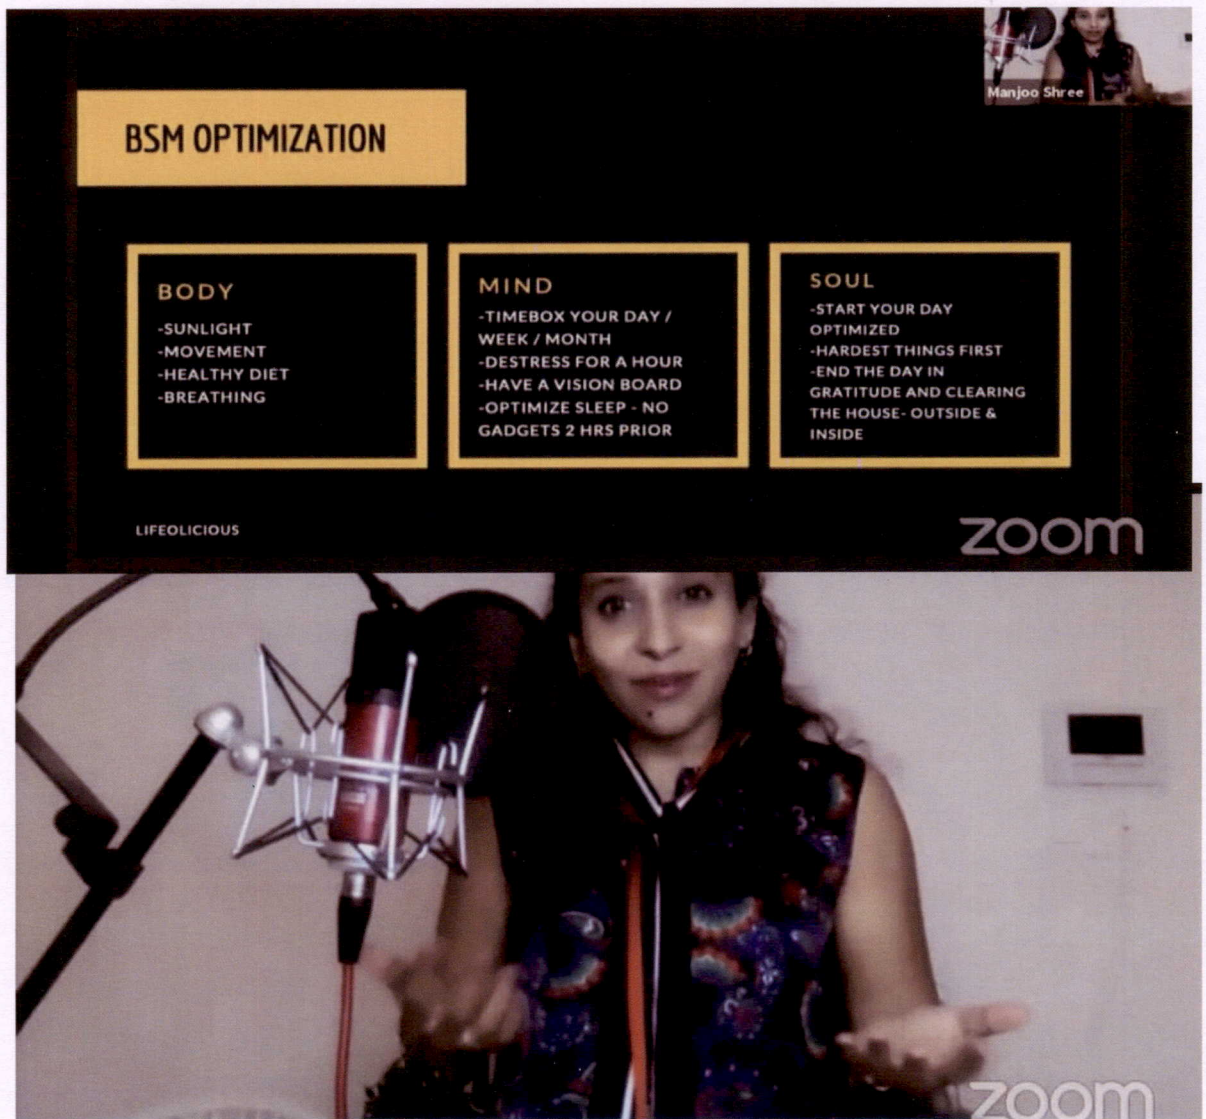 Manjoo Shree
BSM OPTIMIZATION
BODY
-SUNLIGHT
-MOVEMENT
-HEALTHY DIET
-BREATHING
MIND
-TIMEBOX YOUR DAY /
WEEK / MONTH
-DESTRESS FOR A HOUR
-HAVE A VISION BOARD
-OPTIMIZE SLEEP - NO
GADGETS 2 HRS PRIOR
SOUL
-START YOUR DAY
OPTIMIZED
-HARDEST THINGS FIRST
-END THE DAY IN
GRATITUDE AND CLEARING
THE HOUSE- OUTSIDE &
INSIDE
LIFEOLICIOUS
zoom
zoom